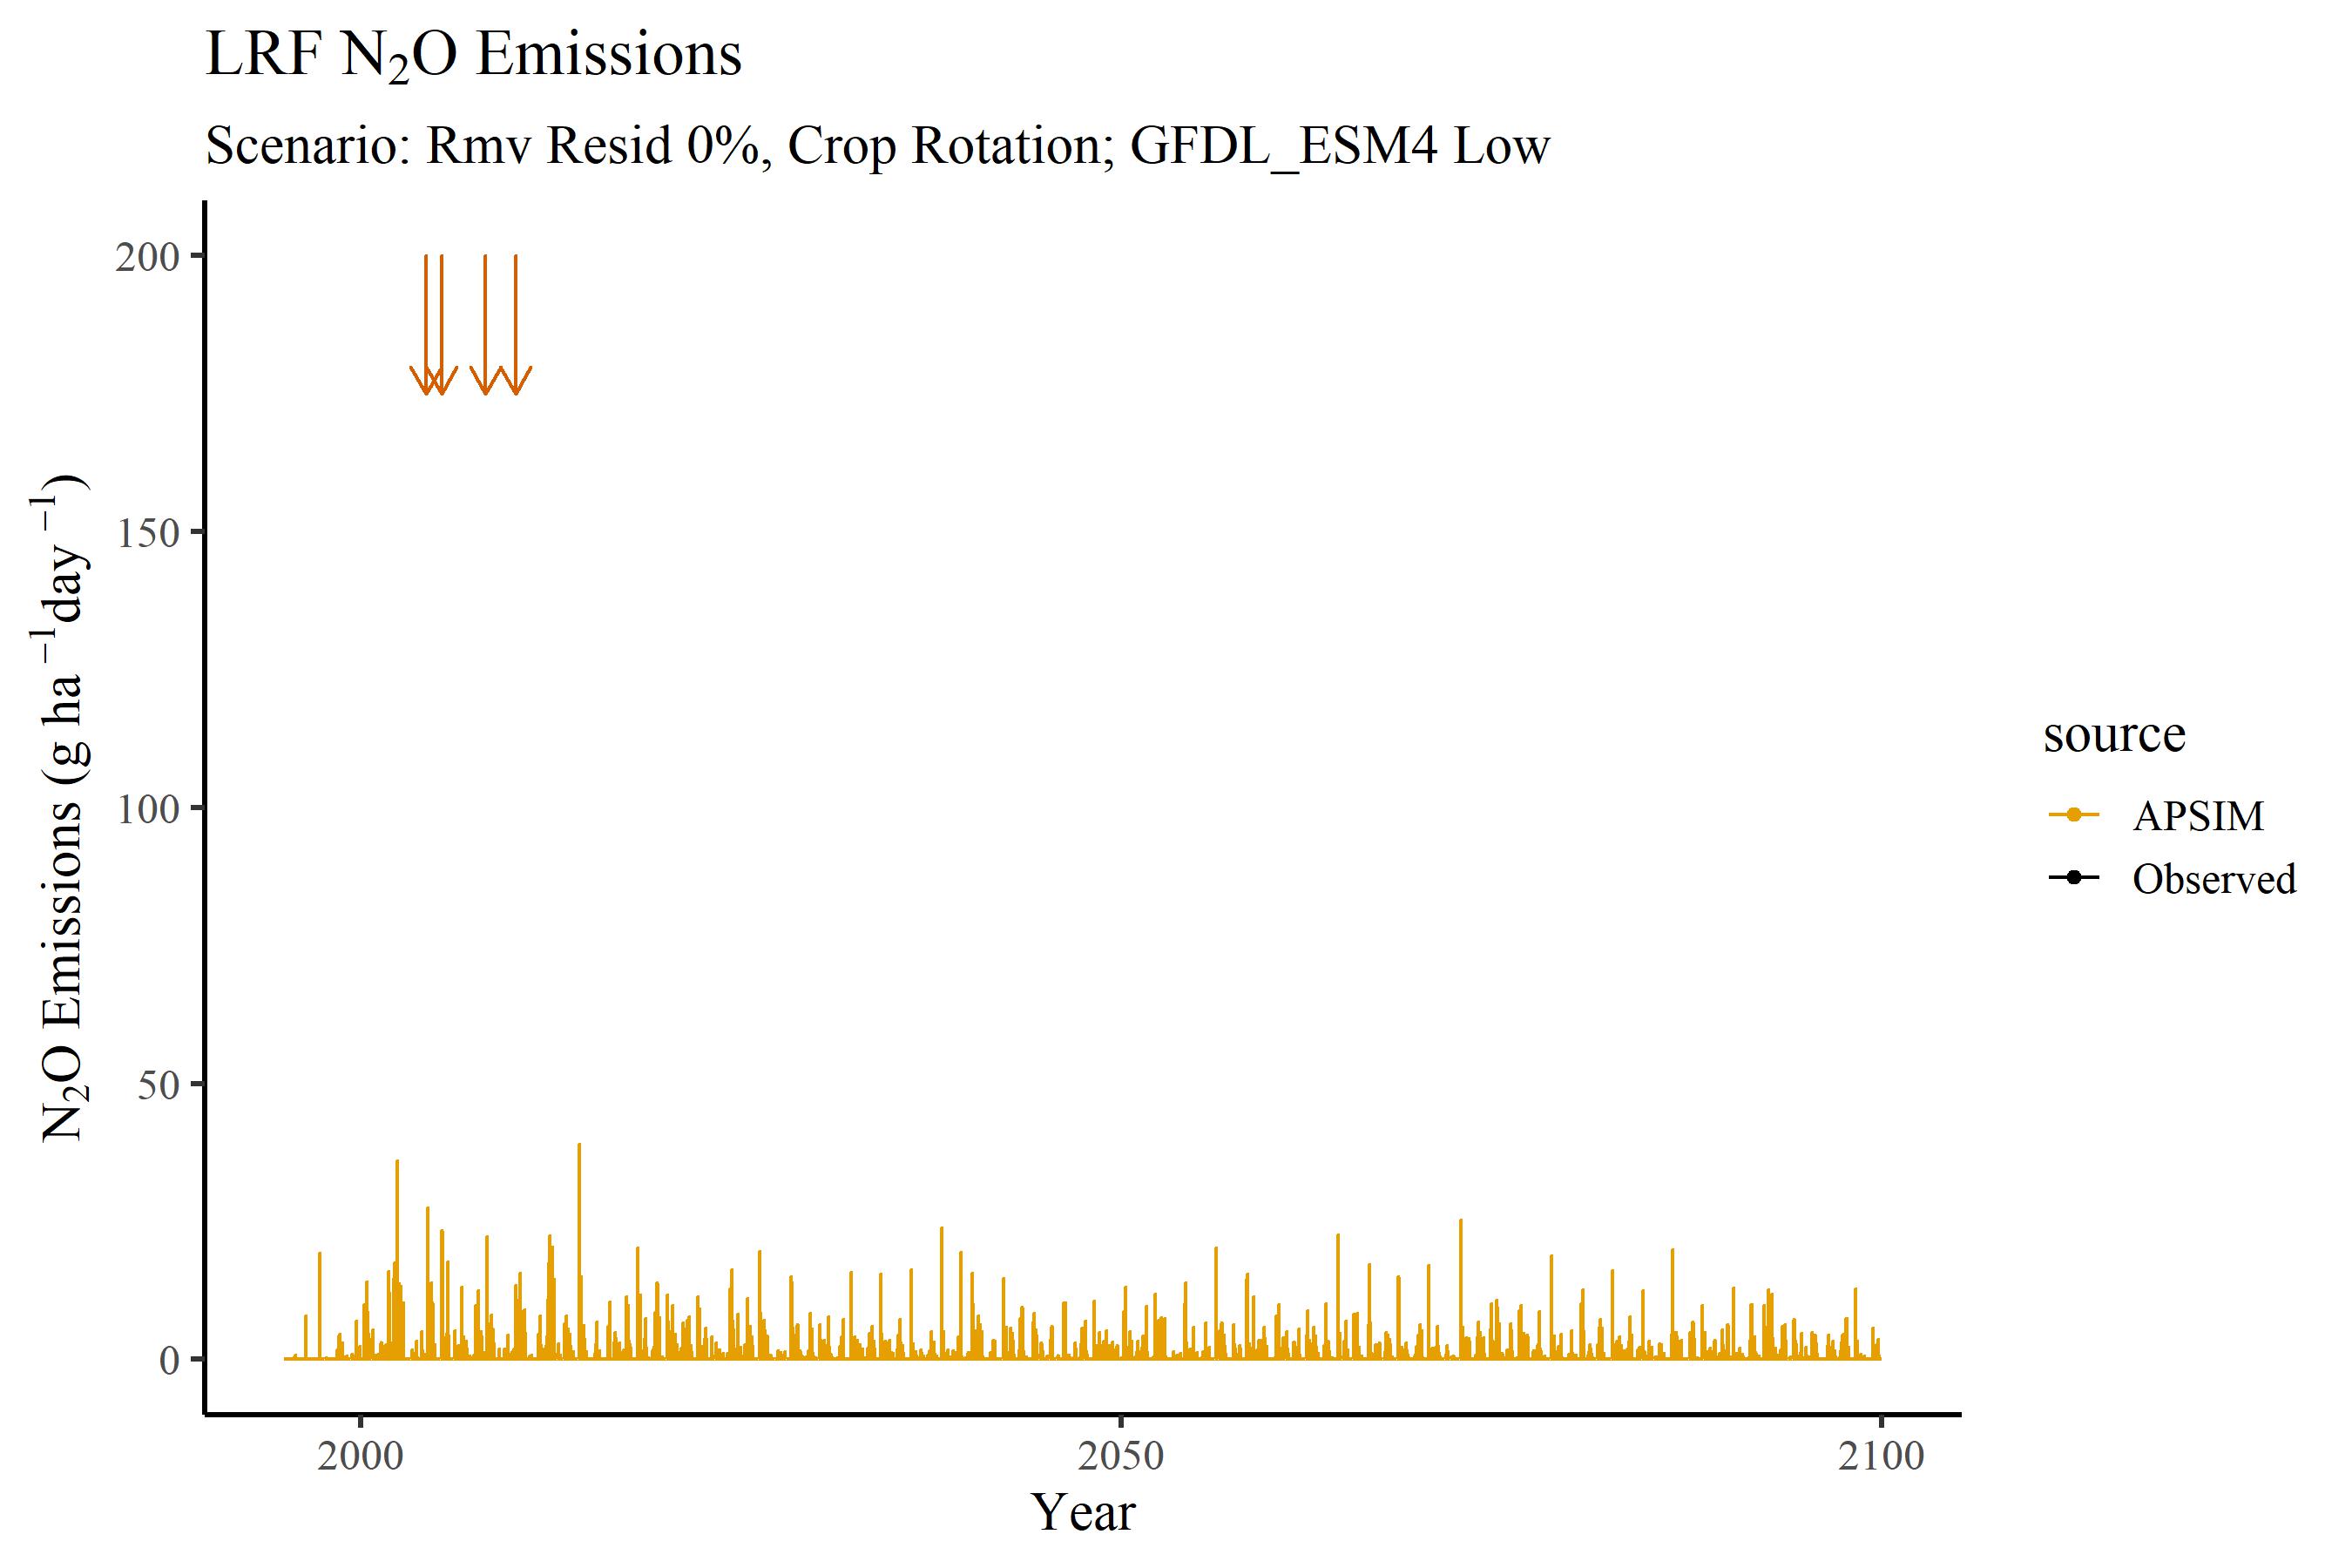 LRF N₂O Emissions
Scenario: Rmv Resid 0%, Crop Rotation; GFDL_ESM4 Low
N₂O Emissions (g ha ⁻¹day ⁻¹)
200
150
100
50
0
2000
2050
2100
Year
source
APSIM
Observed